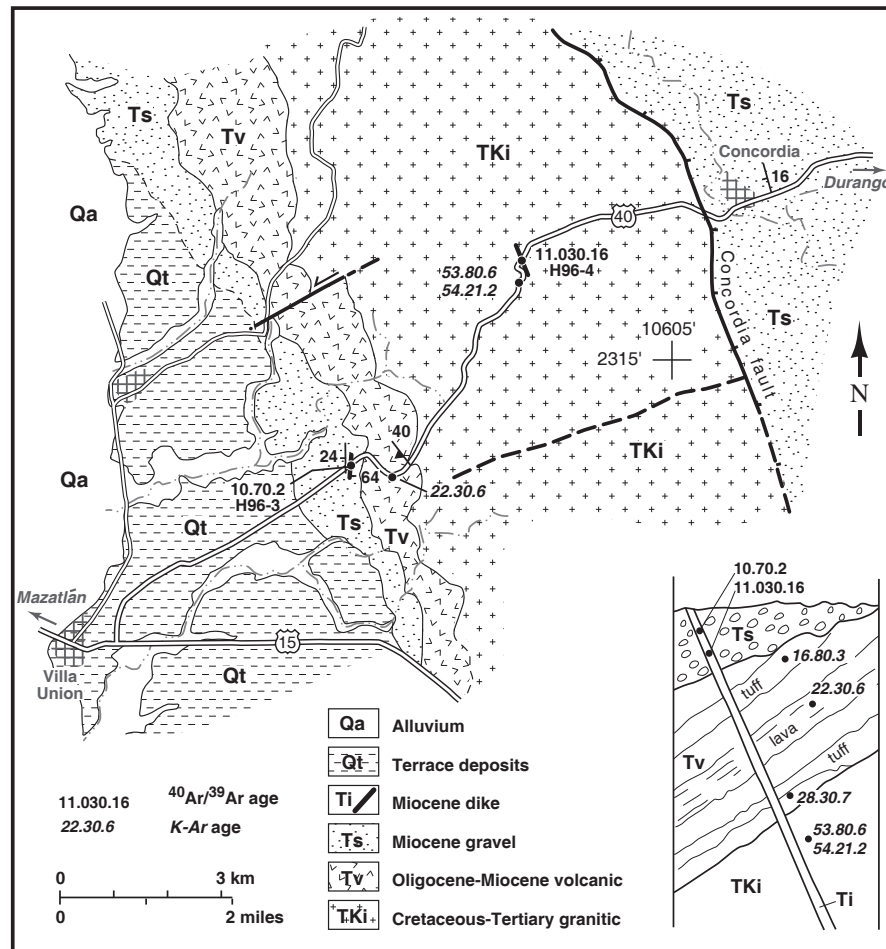 Ts
Tv
TKi
Ts
Concordia
16
Durango
Qa
40
Qt
11.030.16
H96-4
53.80.6
54.21.2
Concordia fault
Ts
10605'
2315'
N
40
TKi
24
64
22.30.6
10.70.2
H96-3
Qa
Qt
Ts
Tv
Mazatlán
15
Villa
Union
Qt
10.70.2
11.030.16
Ts
16.80.3
tuff
22.30.6
lava
Tv
tuff
28.30.7
53.80.6
54.21.2
TKi
Ti
Qa Alluvium
Qt Terrace deposits
Ti Miocene dike
Ts Miocene gravel
Tv Oligocene-Miocene volcanic
TKi Cretaceous-Tertiary granitic
11.030.16 40Ar/39Ar age
22.30.6 K-Ar age
0 3 km
0 2 miles